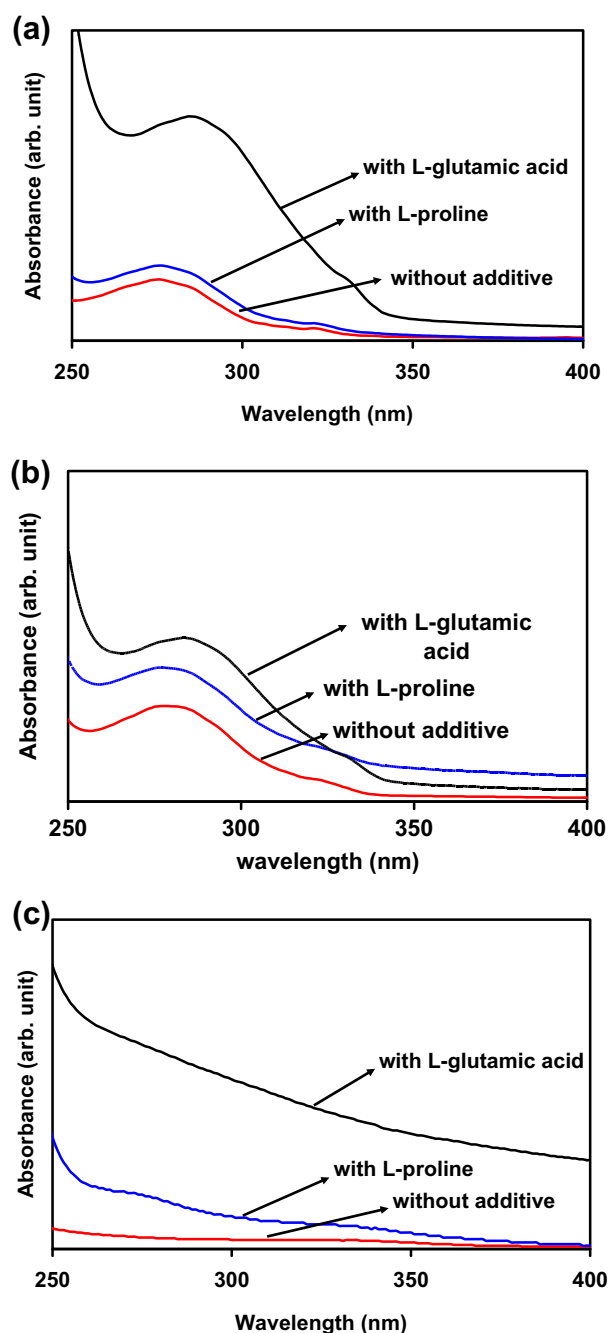 (a)
Absorbance (arb. unit)
with L-glutamic acid
with L-proline
without additive
250
300
350
400
Wavelength (nm)
(b)
Absorbance (arb. unit)
with L-glutamic
acid
with L-proline
without additive
250
300
350
400
wavelength (nm)
(c)
Absorbance (arb. unit)
with L-glutamic acid
with L-proline
without additive
250
300
350
400
Wavelength (nm)